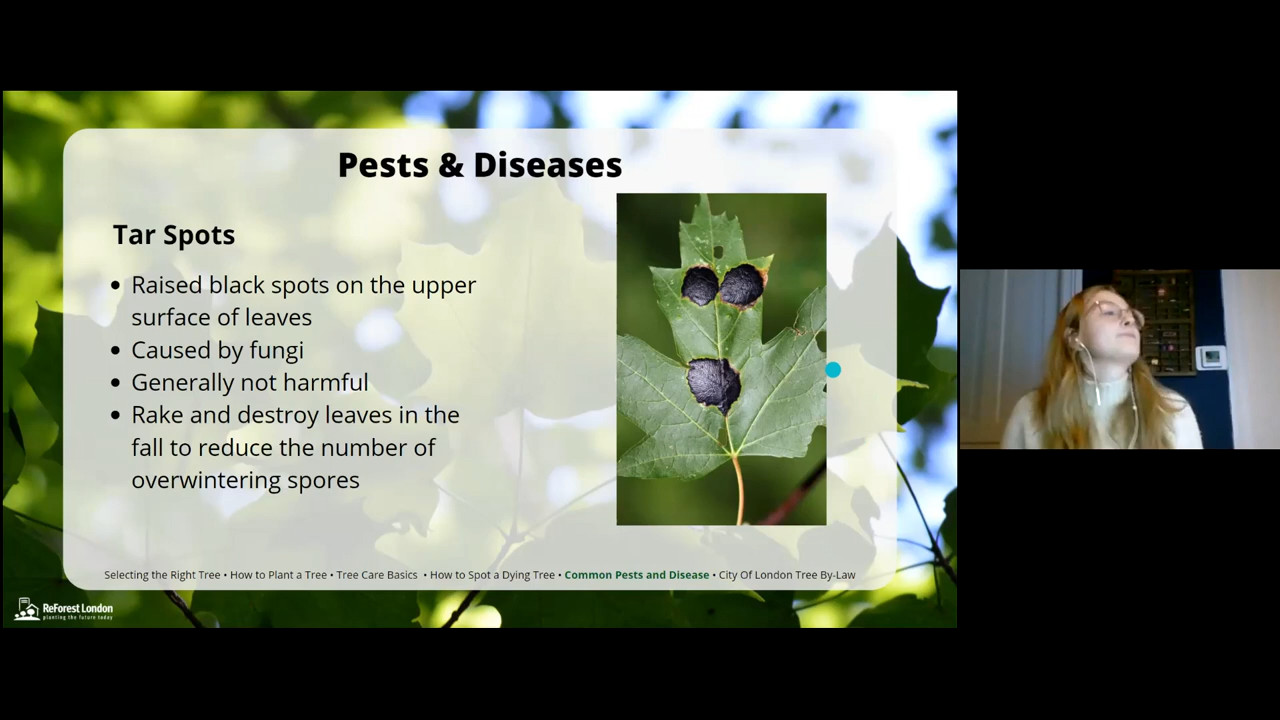 Pests & Diseases
Tar Spots
• Raised black spots on the upper
surface of leaves
• Caused by fungi
• Generally not harmful
• Rake and destroy leaves in the
fall to reduce the number of
overwintering spores
Selecting the Right Tree • How to Plant a Tree • Tree Care Basics • How to Spot a Dying Tree • Common Pests and Disease • City Of London Tree By-Law
ReForest London
planting the future today